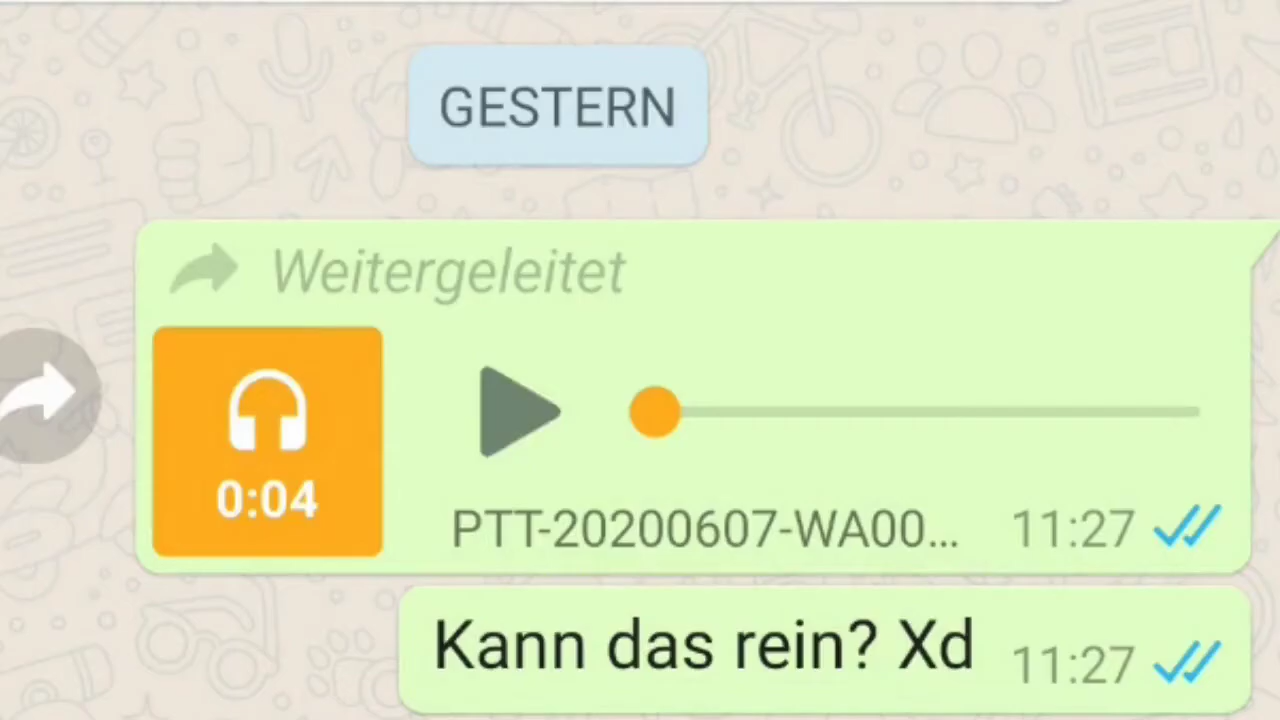 GESTERN
Weitergeleitet
0:04
PTT-20200607-WA00... 11:27
Kann das rein? Xd 11:27